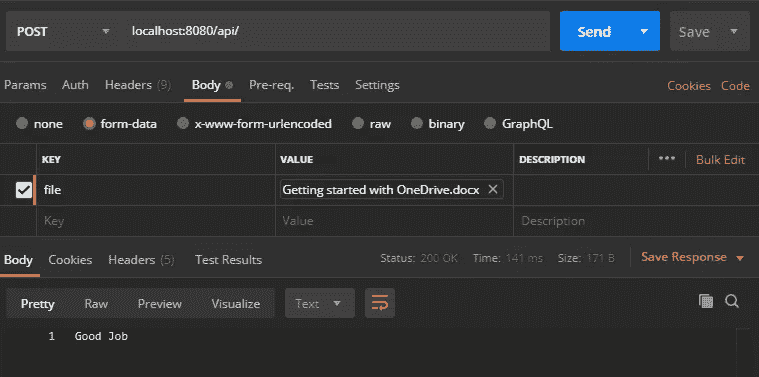 POST localhost:8080/api/ Send Save
Params Auth Headers (9) Body Pre-req. Tests Settings Cookies Code
none form-data x-www-form-urlencoded raw binary GraphQL
KEY VALUE DESCRIPTION ••• Bulk Edit
file Getting started with OneDrive.docx
Key Value Description
Body Cookies Headers (5) Test Results Status: 200 OK Time: 141 ms Size: 171 B Save Response
Pretty Raw Preview Visualize Text
1 Good Job